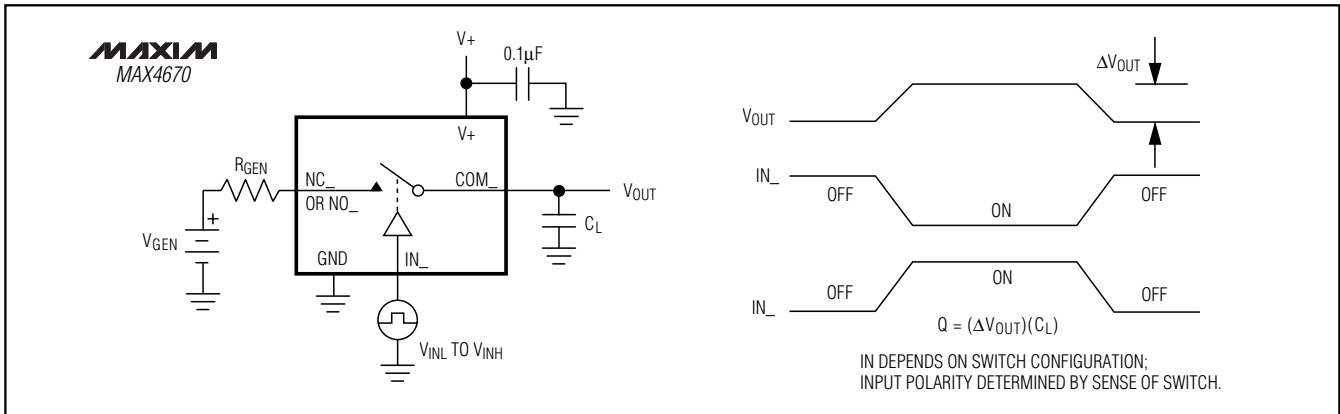 MAXIM
MAX4670
V+
0.1μF
V+
RGEN
NC_
OR NO_
COM_
VOUT
CL
VGEN
+
GND
IN_
VINL TO VINH
ΔVOUT
VOUT
IN_
OFF
ON
OFF
IN_
OFF
ON
OFF
Q = (ΔVOUT)(CL)
IN DEPENDS ON SWITCH CONFIGURATION;
INPUT POLARITY DETERMINED BY SENSE OF SWITCH.